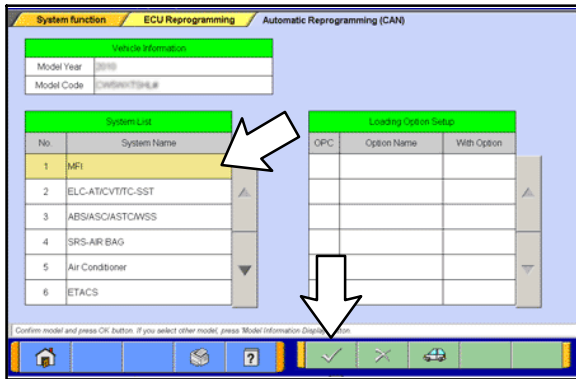 System function ECU Reprogramming Automatic Reprogramming (CAN)
Vehicle Information
Model Year 2010
Model Code
System List
No. System Name
1 MFI
2 ELC-AT/CVT/TC-SST
3 ABS/ASC/ASTC/WSS
4 SRS-AIR BAG
5 Air Conditioner
6 ETACS
Loading Option Setup
OPC Option Name With Option
Confirm model and press OK button. If you select other model, press 'Model Information Display
?